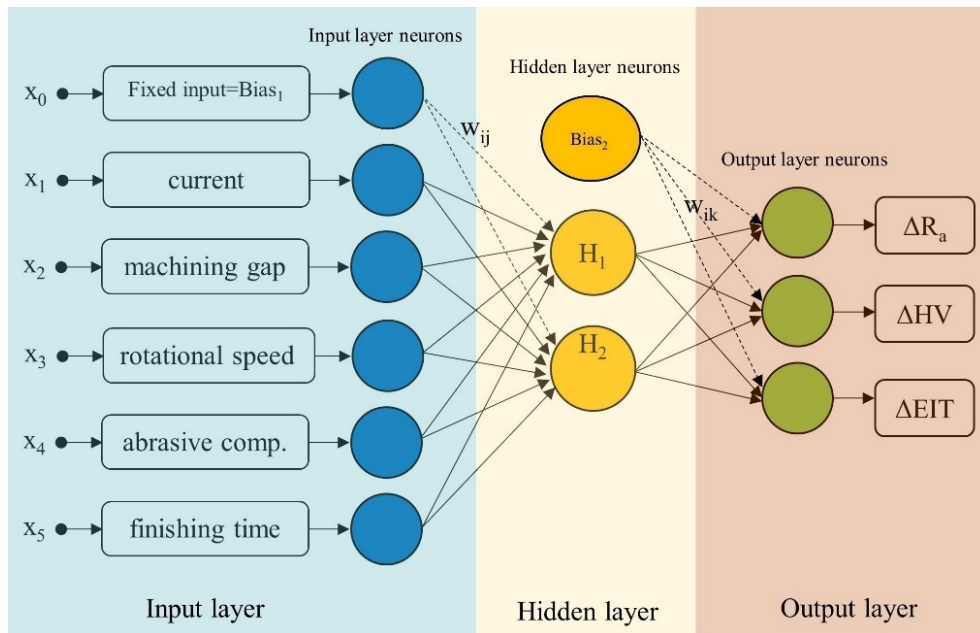 Input layer neurons
x₀
Fixed input=Bias₁
x₁
current
x₂
machining gap
x₃
rotational speed
x₄
abrasive comp.
x₅
finishing time
Input layer
wᵢⱼ
Hidden layer neurons
Bias₂
H₁
H₂
Hidden layer
wᵢₖ
Output layer neurons
ΔRₐ
ΔHV
ΔEIT
Output layer